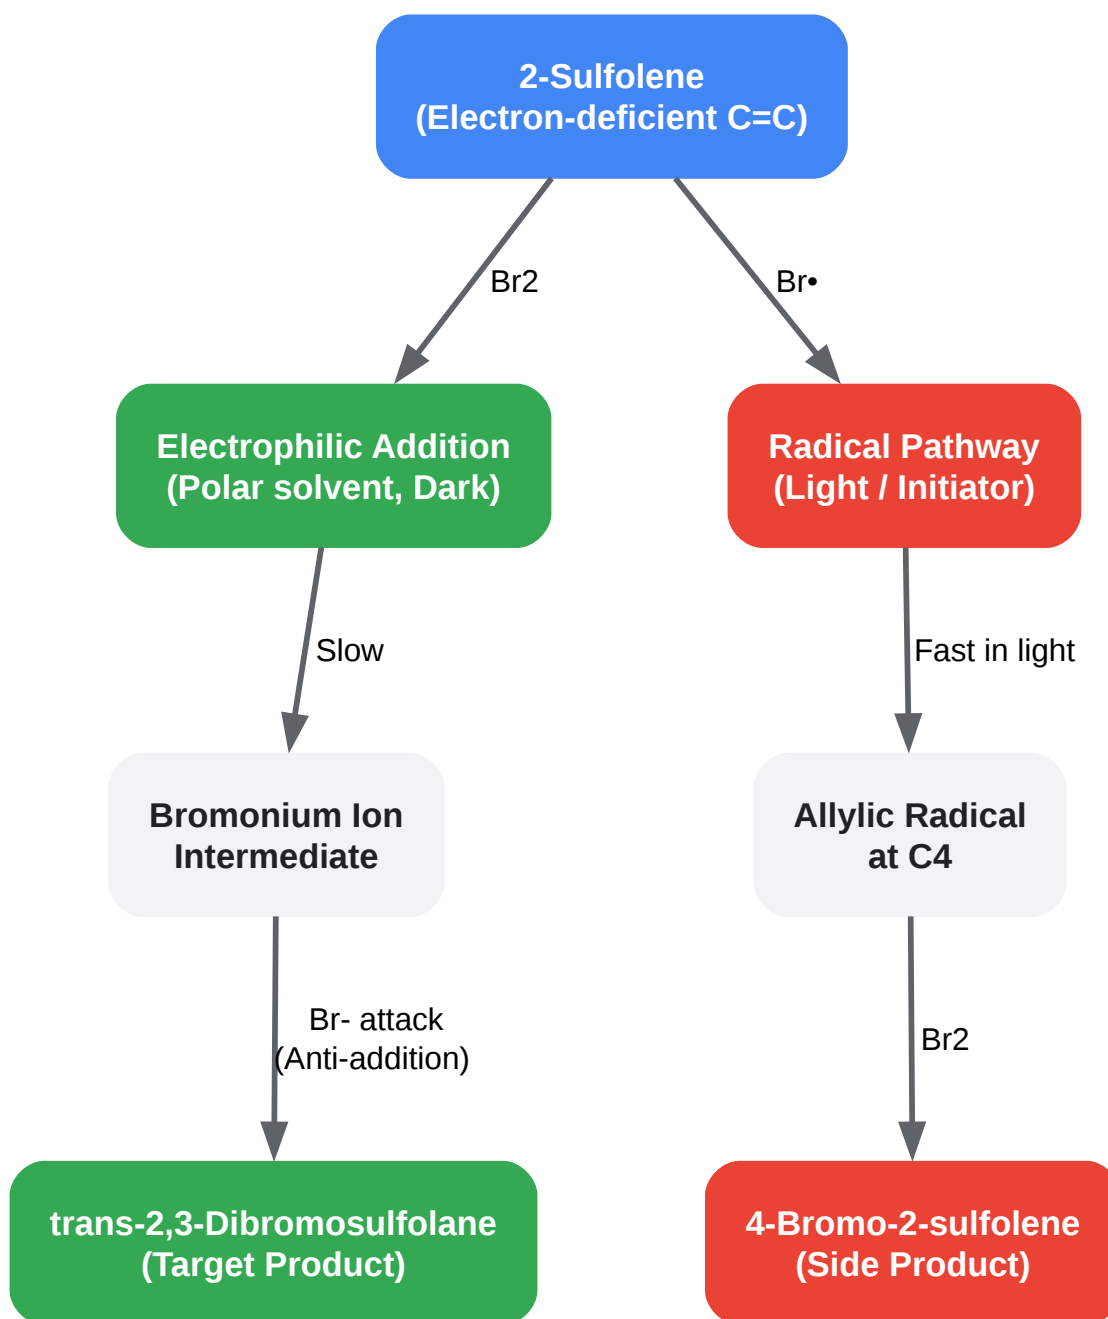 2-Sulfolene
(Electron-deficient C=C)
Br2
Br•
Electrophilic Addition
(Polar solvent, Dark)
Radical Pathway
(Light / Initiator)
Slow
Fast in light
Bromonium Ion
Intermediate
Allylic Radical
at C4
Br- attack
(Anti-addition)
Br2
trans-2,3-Dibromosulfolane
(Target Product)
4-Bromo-2-sulfolene
(Side Product)